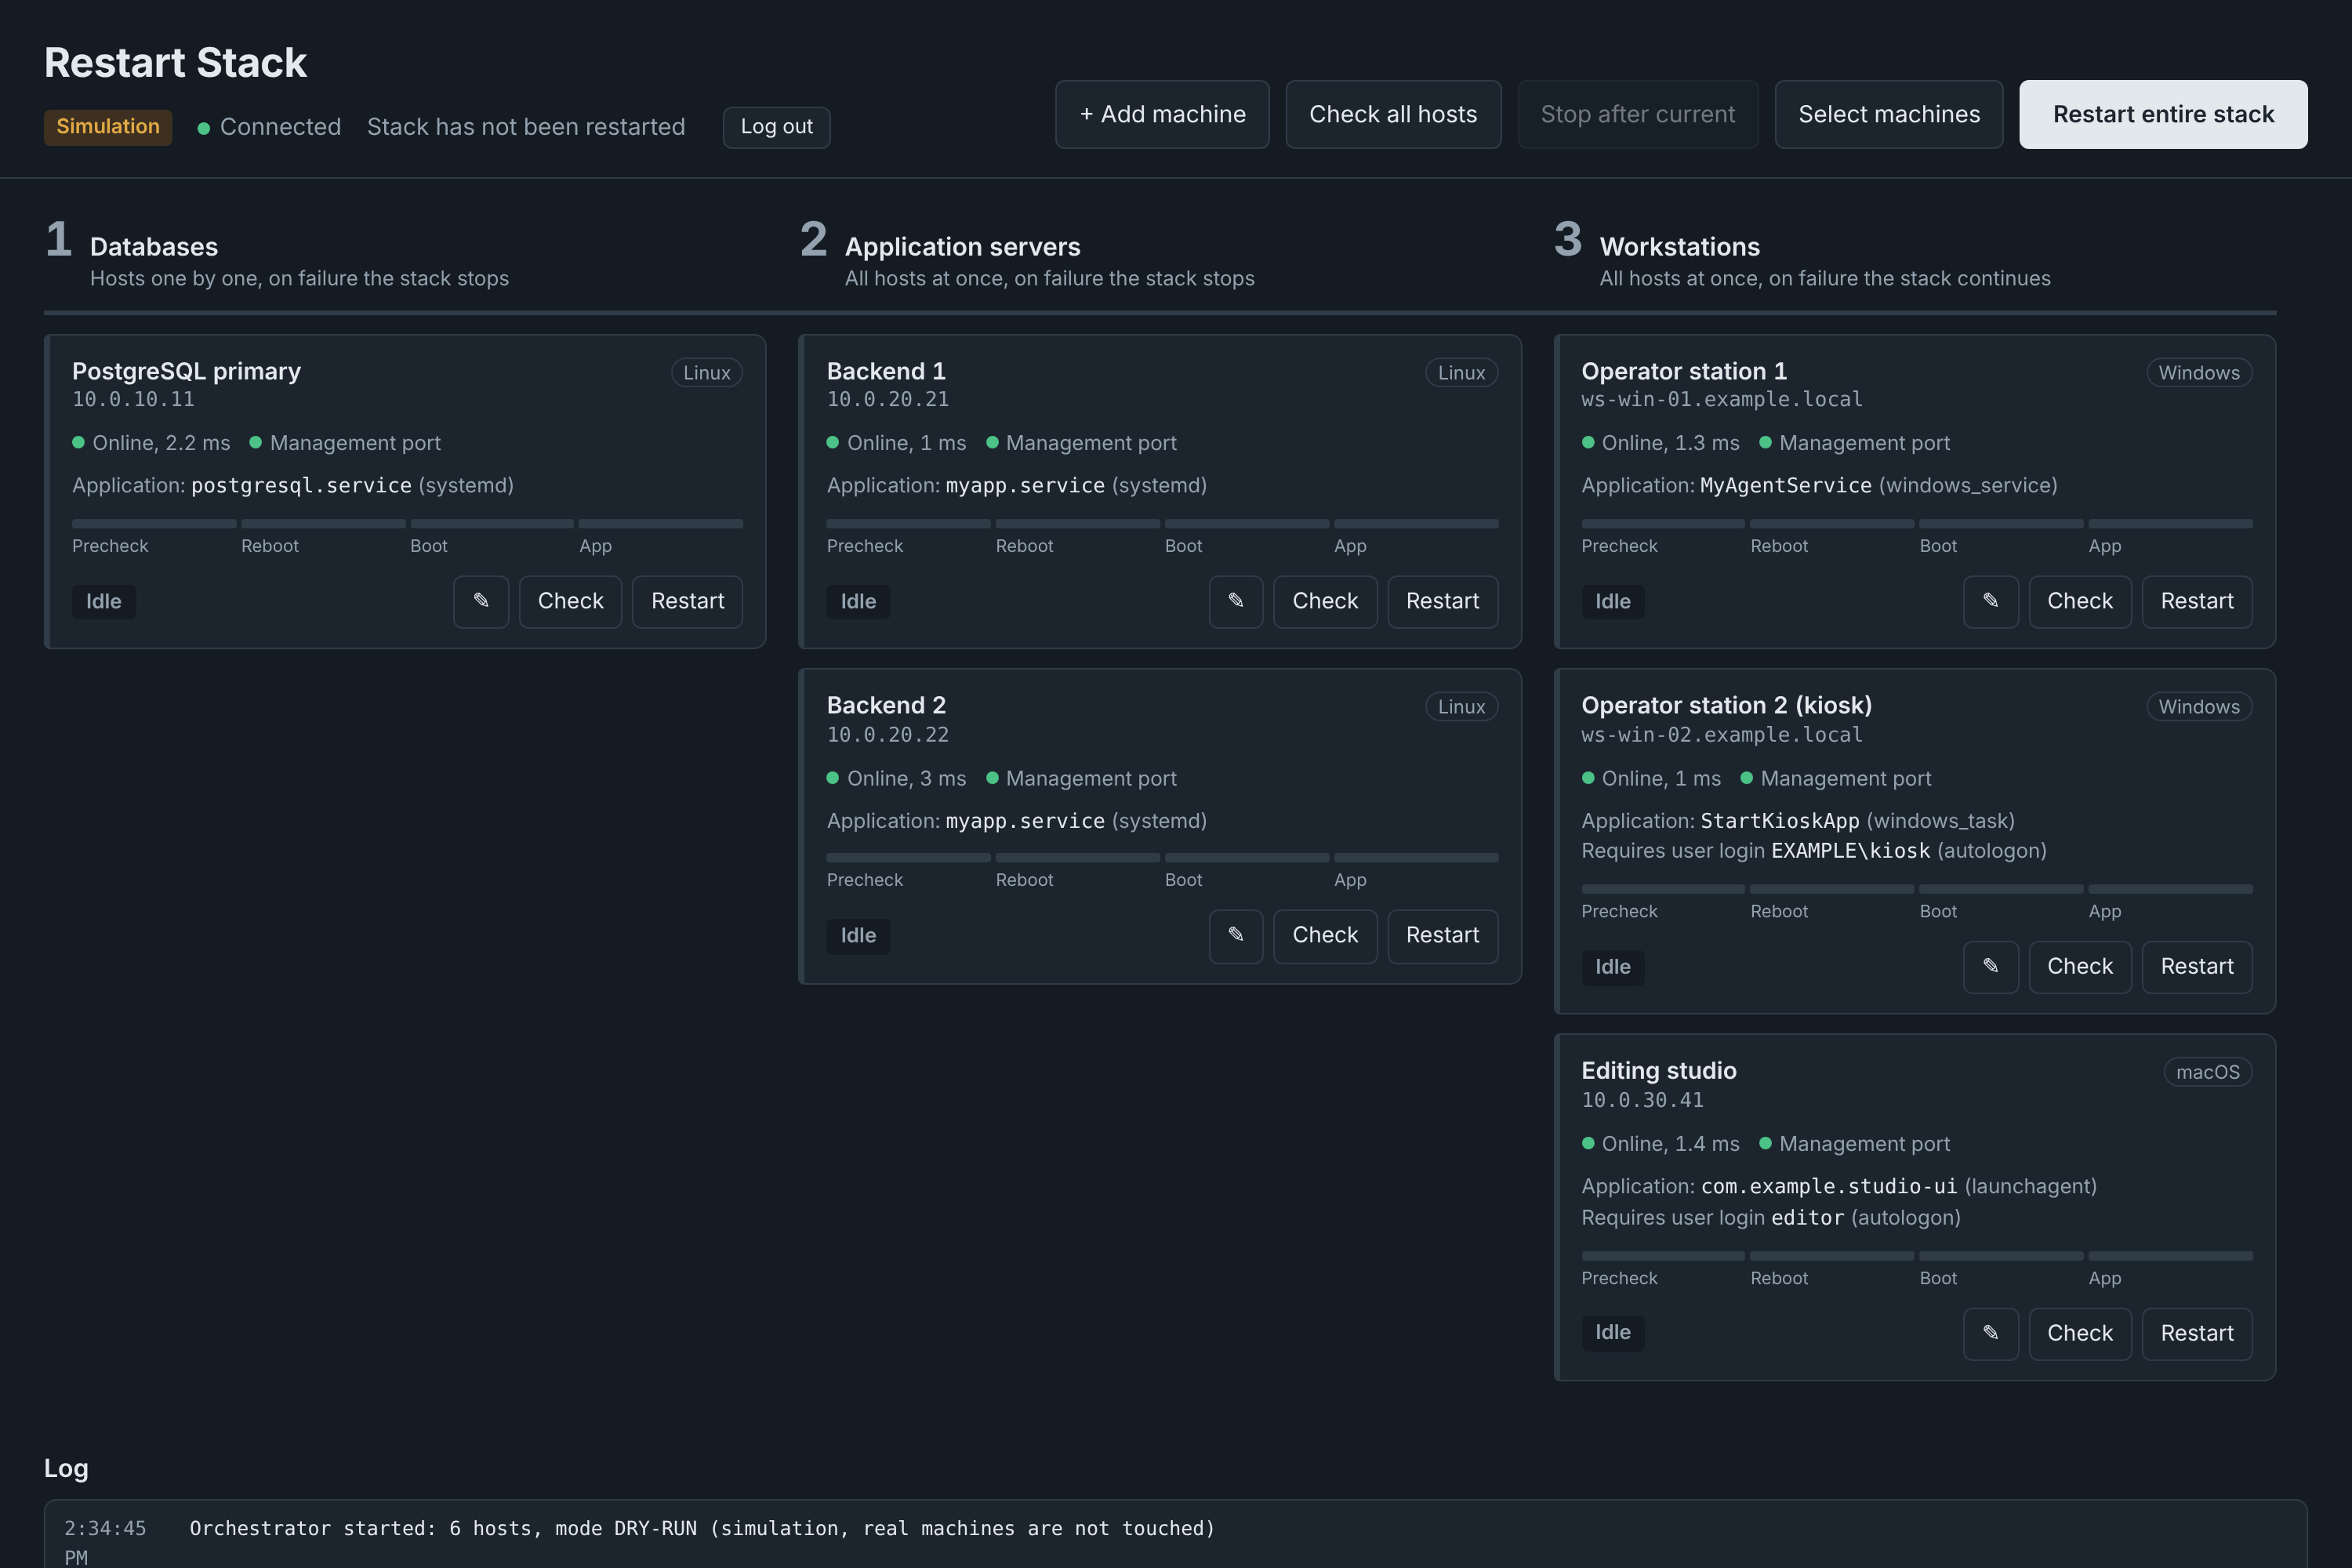 Restart Stack
Simulation Connected Stack has not been restarted Log out
+ Add machine Check all hosts Stop after current Select machines Restart entire stack
1 Databases
Hosts one by one, on failure the stack stops
PostgreSQL primary Linux
10.0.10.11
Online, 2.2 ms Management port
Application: postgresql.service (systemd)
Precheck Reboot Boot App
Idle ✎ Check Restart
2 Application servers
All hosts at once, on failure the stack stops
Backend 1 Linux
10.0.20.21
Online, 1 ms Management port
Application: myapp.service (systemd)
Precheck Reboot Boot App
Idle ✎ Check Restart
Backend 2 Linux
10.0.20.22
Online, 3 ms Management port
Application: myapp.service (systemd)
Precheck Reboot Boot App
Idle ✎ Check Restart
3 Workstations
All hosts at once, on failure the stack continues
Operator station 1 Windows
ws-win-01.example.local
Online, 1.3 ms Management port
Application: MyAgentService (windows_service)
Precheck Reboot Boot App
Idle ✎ Check Restart
Operator station 2 (kiosk) Windows
ws-win-02.example.local
Online, 1 ms Management port
Application: StartKioskApp (windows_task)
Requires user login EXAMPLE\kiosk (autologon)
Precheck Reboot Boot App
Idle ✎ Check Restart
Editing studio macOS
10.0.30.41
Online, 1.4 ms Management port
Application: com.example.studio-ui (launchagent)
Requires user login editor (autologon)
Precheck Reboot Boot App
Idle ✎ Check Restart
Log
2:34:45 Orchestrator started: 6 hosts, mode DRY-RUN (simulation, real machines are not touched)
PM